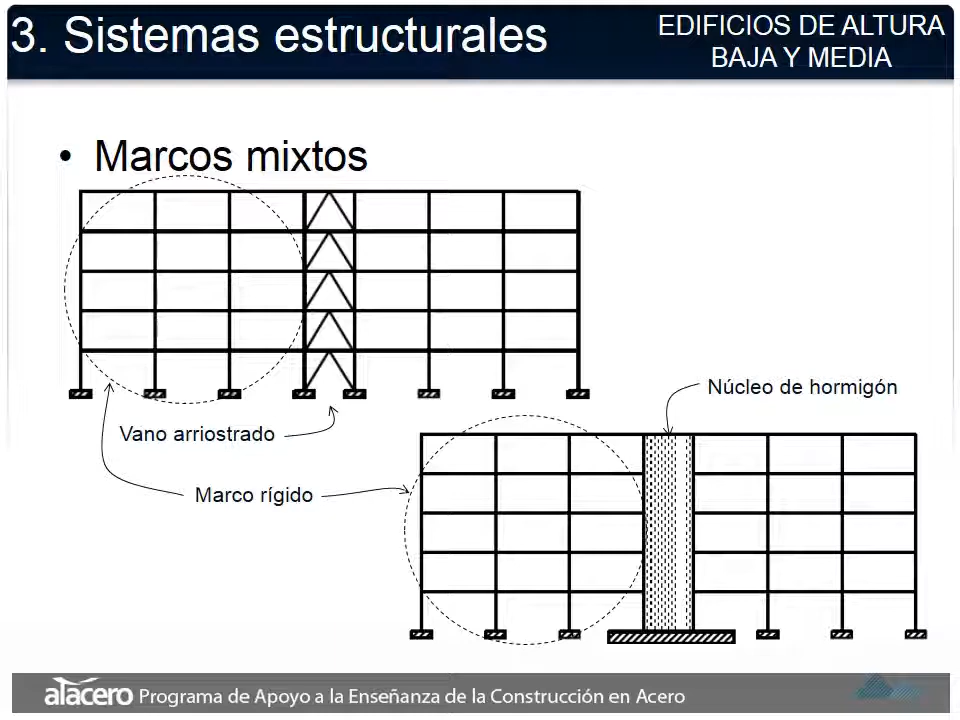 3. Sistemas estructurales
EDIFICIOS DE ALTURA
BAJA Y MEDIA
• Marcos mixtos
Núcleo de hormigón
Vano arriostrado
Marco rígido
alacero Programa de Apoyo a la Enseñanza de la Construcción en Acero